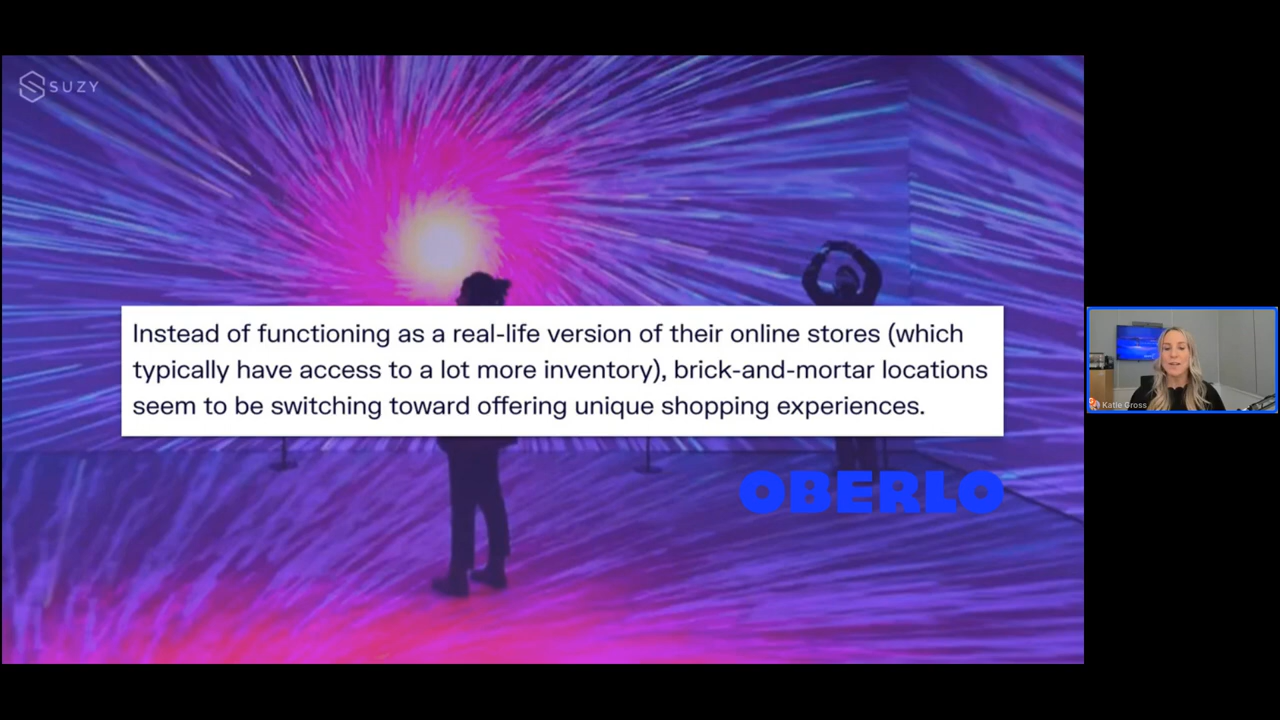 SUZY
Instead of functioning as a real-life version of their online stores (which
typically have access to a lot more inventory), brick-and-mortar locations
seem to be switching toward offering unique shopping experiences.
OBERLO
Katie Gross